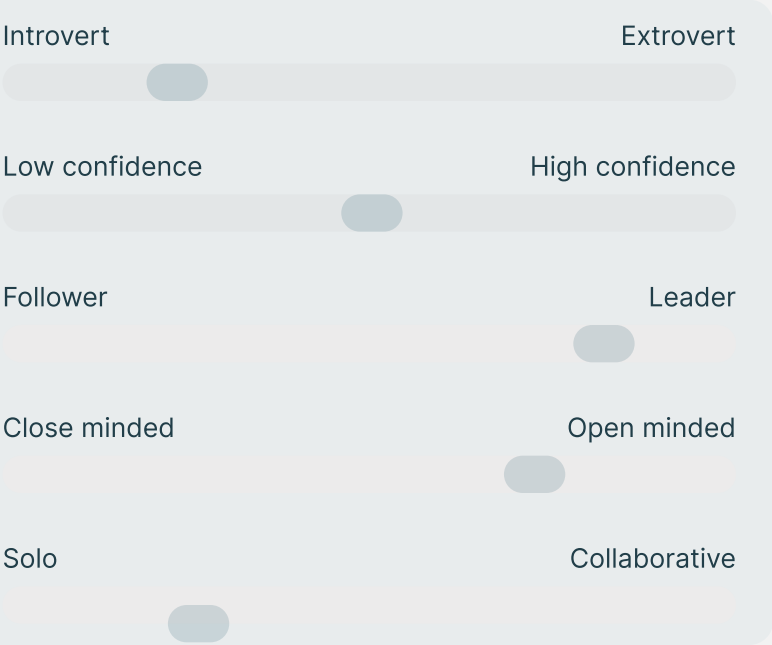 Introvert Extrovert
Low confidence High confidence
Follower Leader
Close minded Open minded
Solo Collaborative